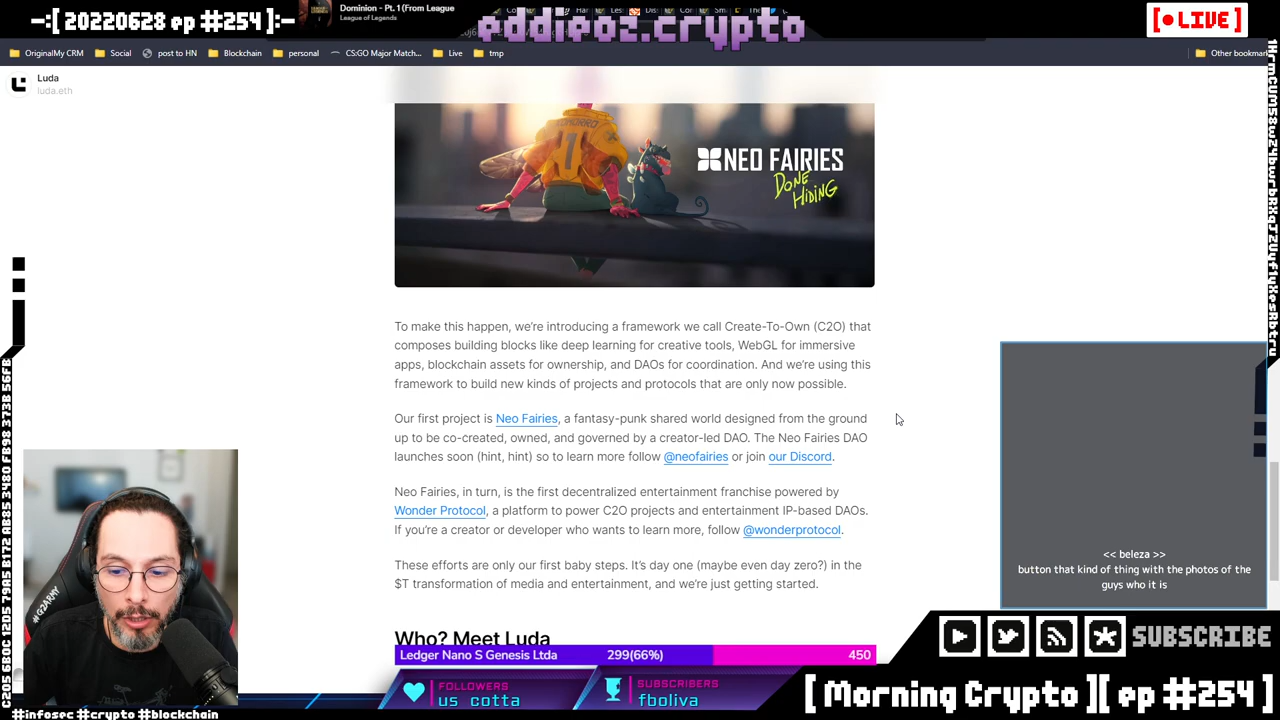 -:[ 20220628 ep #254 ]:-
Dominion - Pt. 1 (From League
League of Legends
eddieoz.crypto
[● LIVE]
OriginalMy CRM
Social
post to HN
Blockchain
personal
CS:GO Major Match...
Live
tmp
Other bookmar
Luda
luda.eth
NEO FAIRIES
DONE
HIDING
To make this happen, we're introducing a framework we call Create-To-Own (C2O) that
composes building blocks like deep learning for creative tools, WebGL for immersive
apps, blockchain assets for ownership, and DAOs for coordination. And we're using this
framework to build new kinds of projects and protocols that are only now possible.
Our first project is Neo Fairies, a fantasy-punk shared world designed from the ground
up to be co-created, owned, and governed by a creator-led DAO. The Neo Fairies DAO
launches soon (hint, hint) so to learn more follow @neofairies or join our Discord.
Neo Fairies, in turn, is the first decentralized entertainment franchise powered by
Wonder Protocol, a platform to power C2O projects and entertainment IP-based DAOs.
If you're a creator or developer who wants to learn more, follow @wonderprotocol.
These efforts are only our first baby steps. It's day one (maybe even day zero?) in the
$T transformation of media and entertainment, and we're just getting started.
Who? Meet Luda
<< beleza >>
button that kind of thing with the photos of the
guys who it is
#G2ARMY
Ledger Nano S Genesis Ltda 299(66%) 450
FOLLOWERS
us_cotta
SUBSCRIBERS
fboliva
SUBSCRIBE
[ Morning Crypto ][ ep #254 ]
#infosec #crypto #blockchain